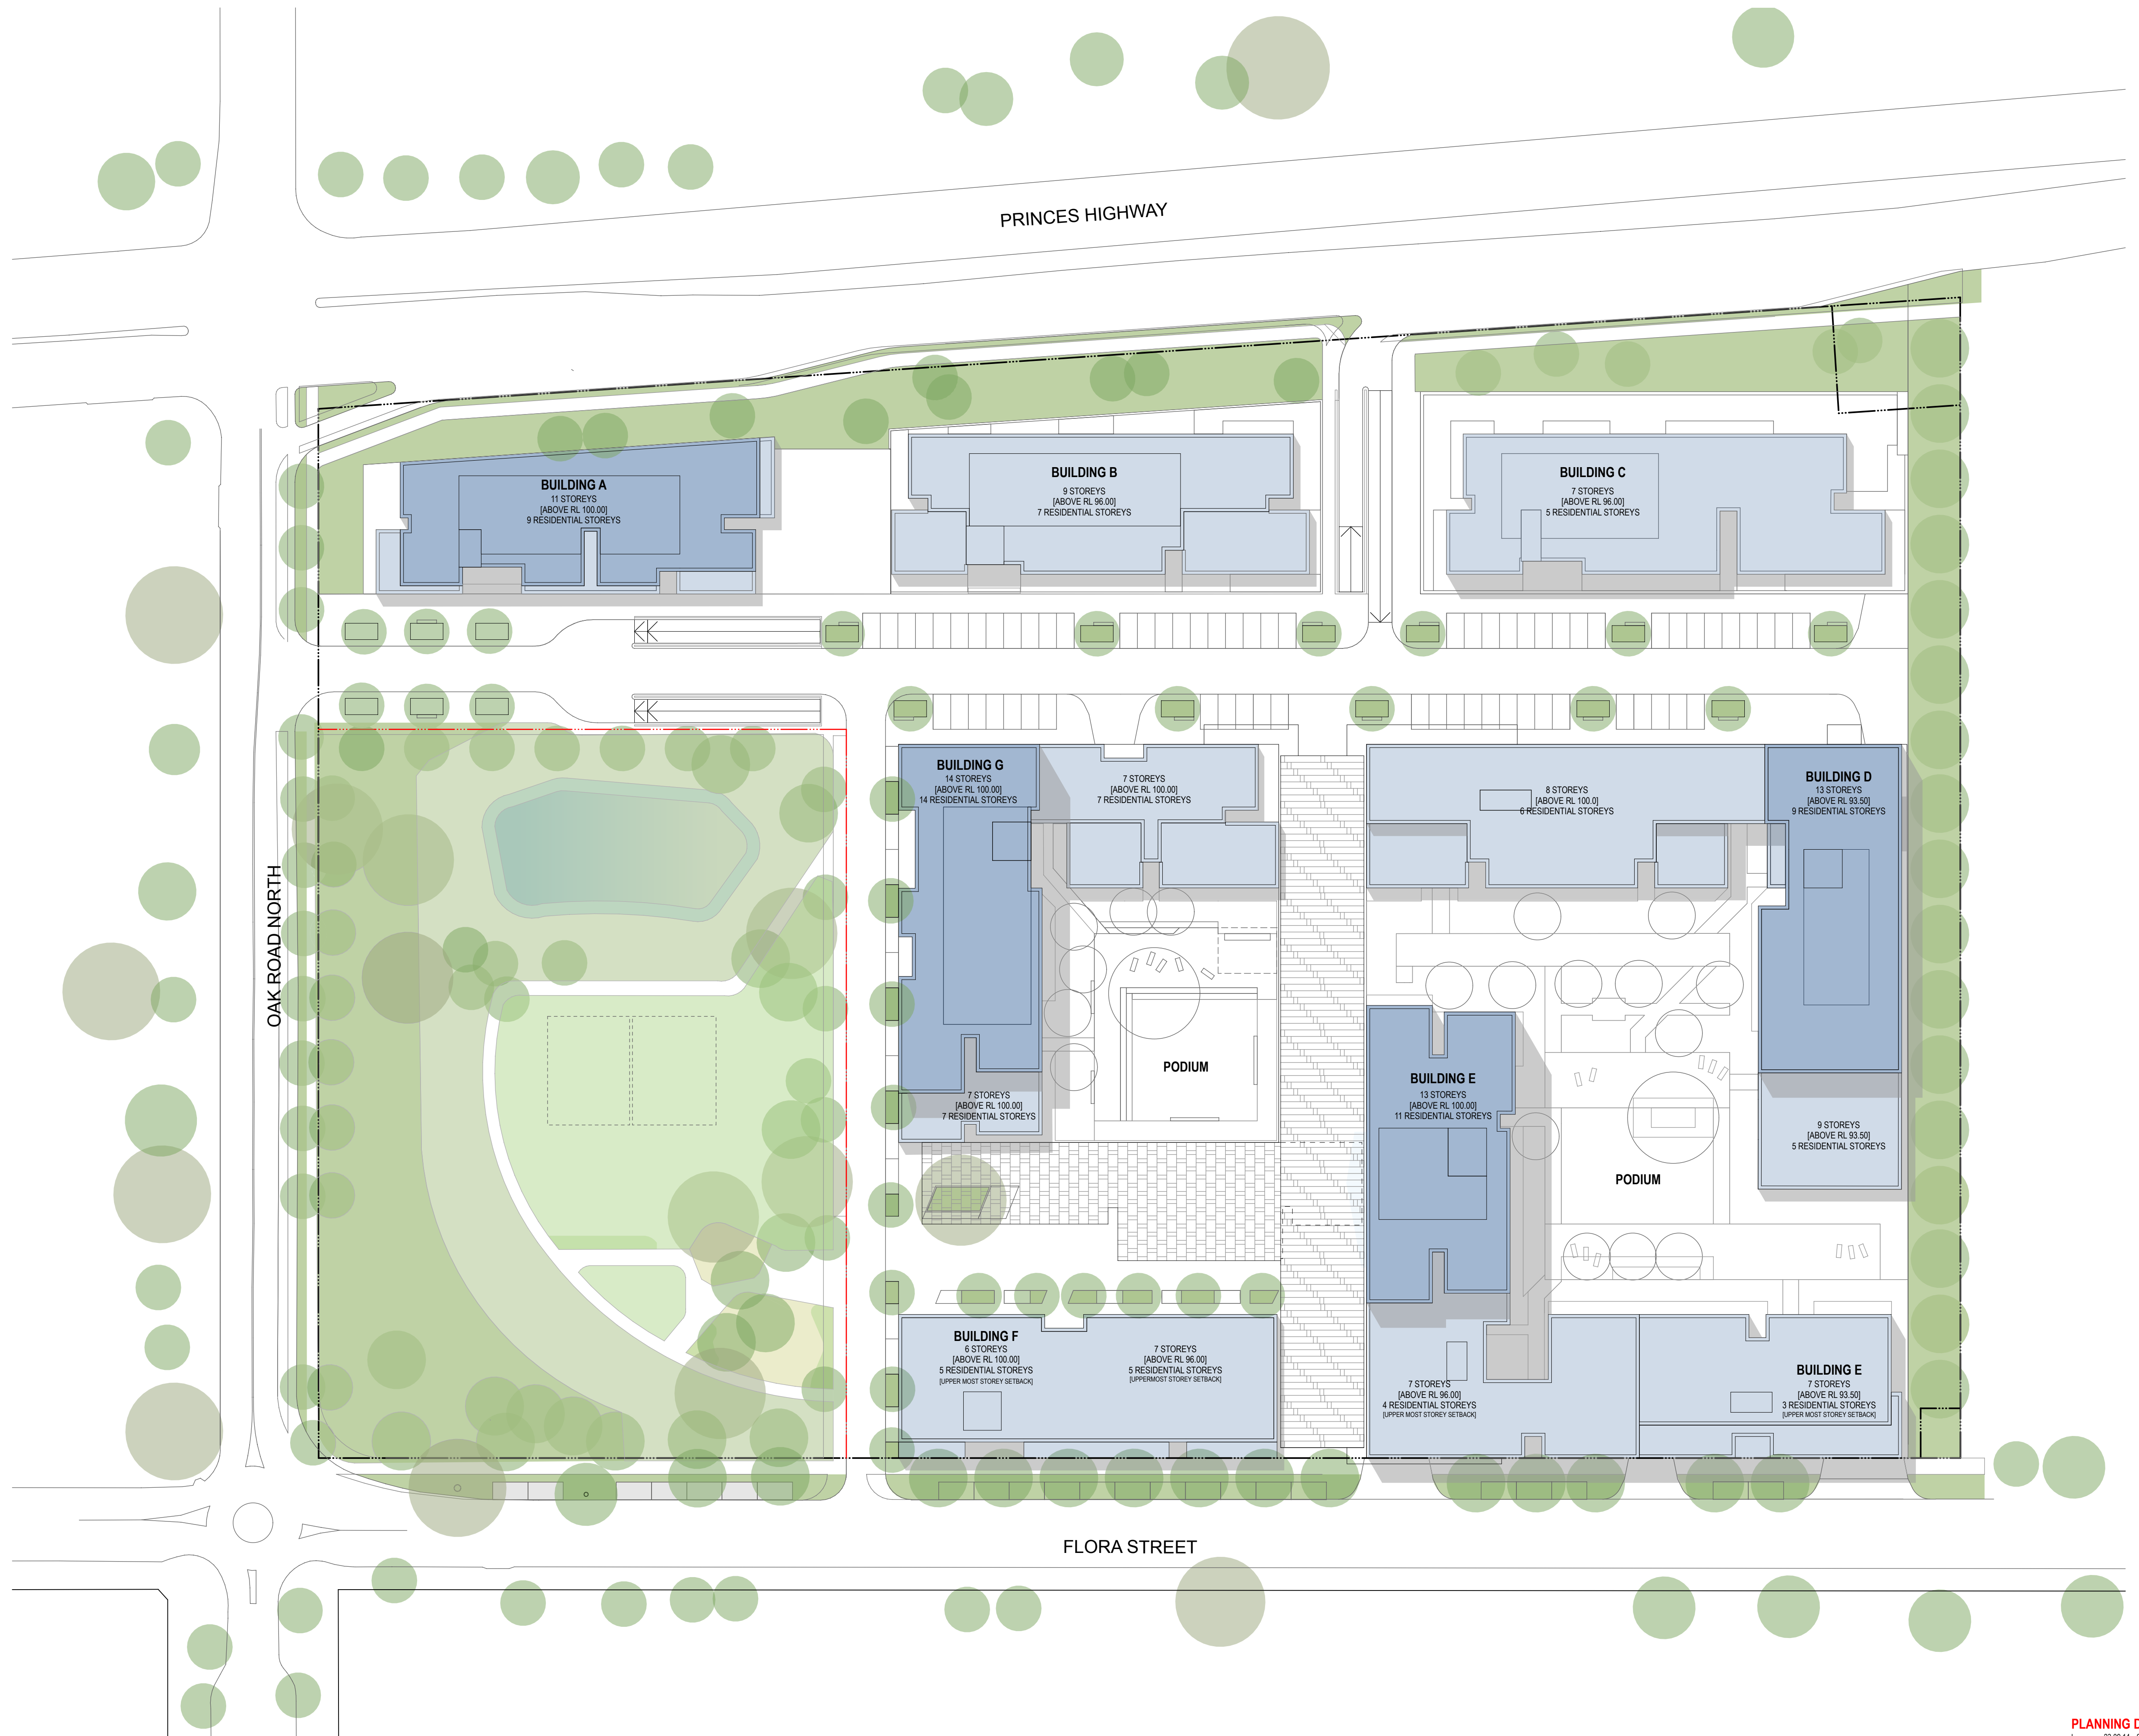 PRINCES HIGHWAY
BUILDING A
11 STOREYS
[ABOVE RL 100.00]
9 RESIDENTIAL STOREYS
BUILDING B
9 STOREYS
[ABOVE RL 96.00]
7 RESIDENTIAL STOREYS
BUILDING C
7 STOREYS
[ABOVE RL 96.00]
5 RESIDENTIAL STOREYS
BUILDING G
14 STOREYS
[ABOVE RL 100.00]
14 RESIDENTIAL STOREYS
7 STOREYS
[ABOVE RL 100.00]
7 RESIDENTIAL STOREYS
8 STOREYS
[ABOVE RL 100.0]
6 RESIDENTIAL STOREYS
BUILDING D
13 STOREYS
[ABOVE RL 93.50]
9 RESIDENTIAL STOREYS
OAK ROAD NORTH
PODIUM
7 STOREYS
[ABOVE RL 100.00]
7 RESIDENTIAL STOREYS
BUILDING E
13 STOREYS
[ABOVE RL 100.00]
11 RESIDENTIAL STOREYS
9 STOREYS
[ABOVE RL 93.50]
5 RESIDENTIAL STOREYS
PODIUM
BUILDING F
6 STOREYS
[ABOVE RL 100.00]
5 RESIDENTIAL STOREYS
[UPPER MOST STOREY SETBACK]
7 STOREYS
[ABOVE RL 96.00]
5 RESIDENTIAL STOREYS
[UPPERMOST STOREY SETBACK]
7 STOREYS
[ABOVE RL 96.00]
4 RESIDENTIAL STOREYS
[UPPER MOST STOREY SETBACK]
BUILDING E
7 STOREYS
[ABOVE RL 93.50]
3 RESIDENTIAL STOREYS
[UPPER MOST STOREY SETBACK]
FLORA STREET
PLANNING D